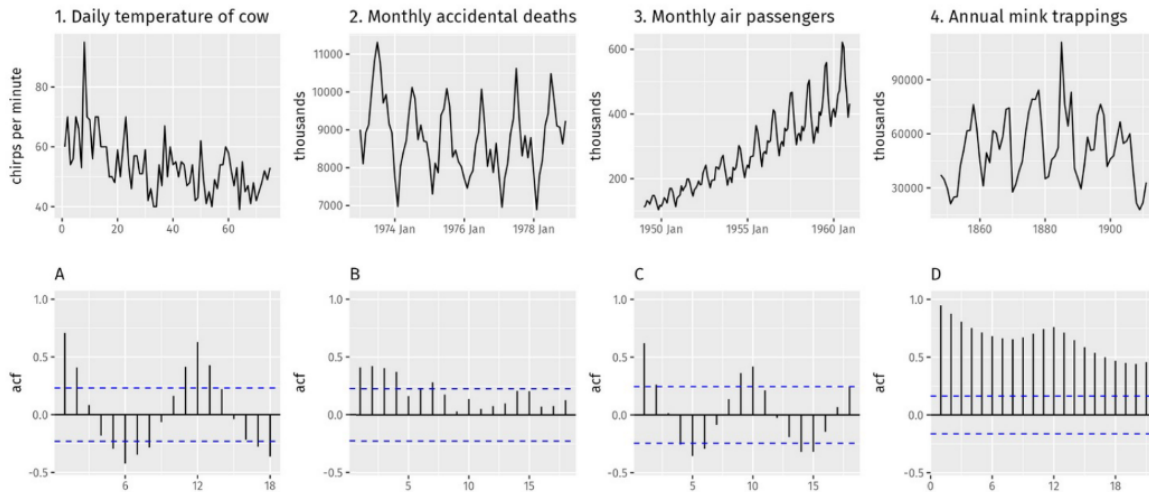 1. Daily temperature of cow
2. Monthly accidental deaths
3. Monthly air passengers
4. Annual mink trappings
chirps per minute
80
60
40
0
20
40
60
thousands
11000
10000
9000
8000
7000
1974 Jan
1976 Jan
1978 Jan
thousands
600
400
200
1950 Jan
1955 Jan
1960 Jan
thousands
90000
60000
30000
1860
1880
1900
A
B
C
D
acf
1.0
0.5
0.0
-0.5
6
12
18
acf
1.0
0.5
0.0
-0.5
5
10
15
acf
1.0
0.5
0.0
-0.5
5
10
15
acf
1.0
0.5
0.0
-0.5
0
6
12
18